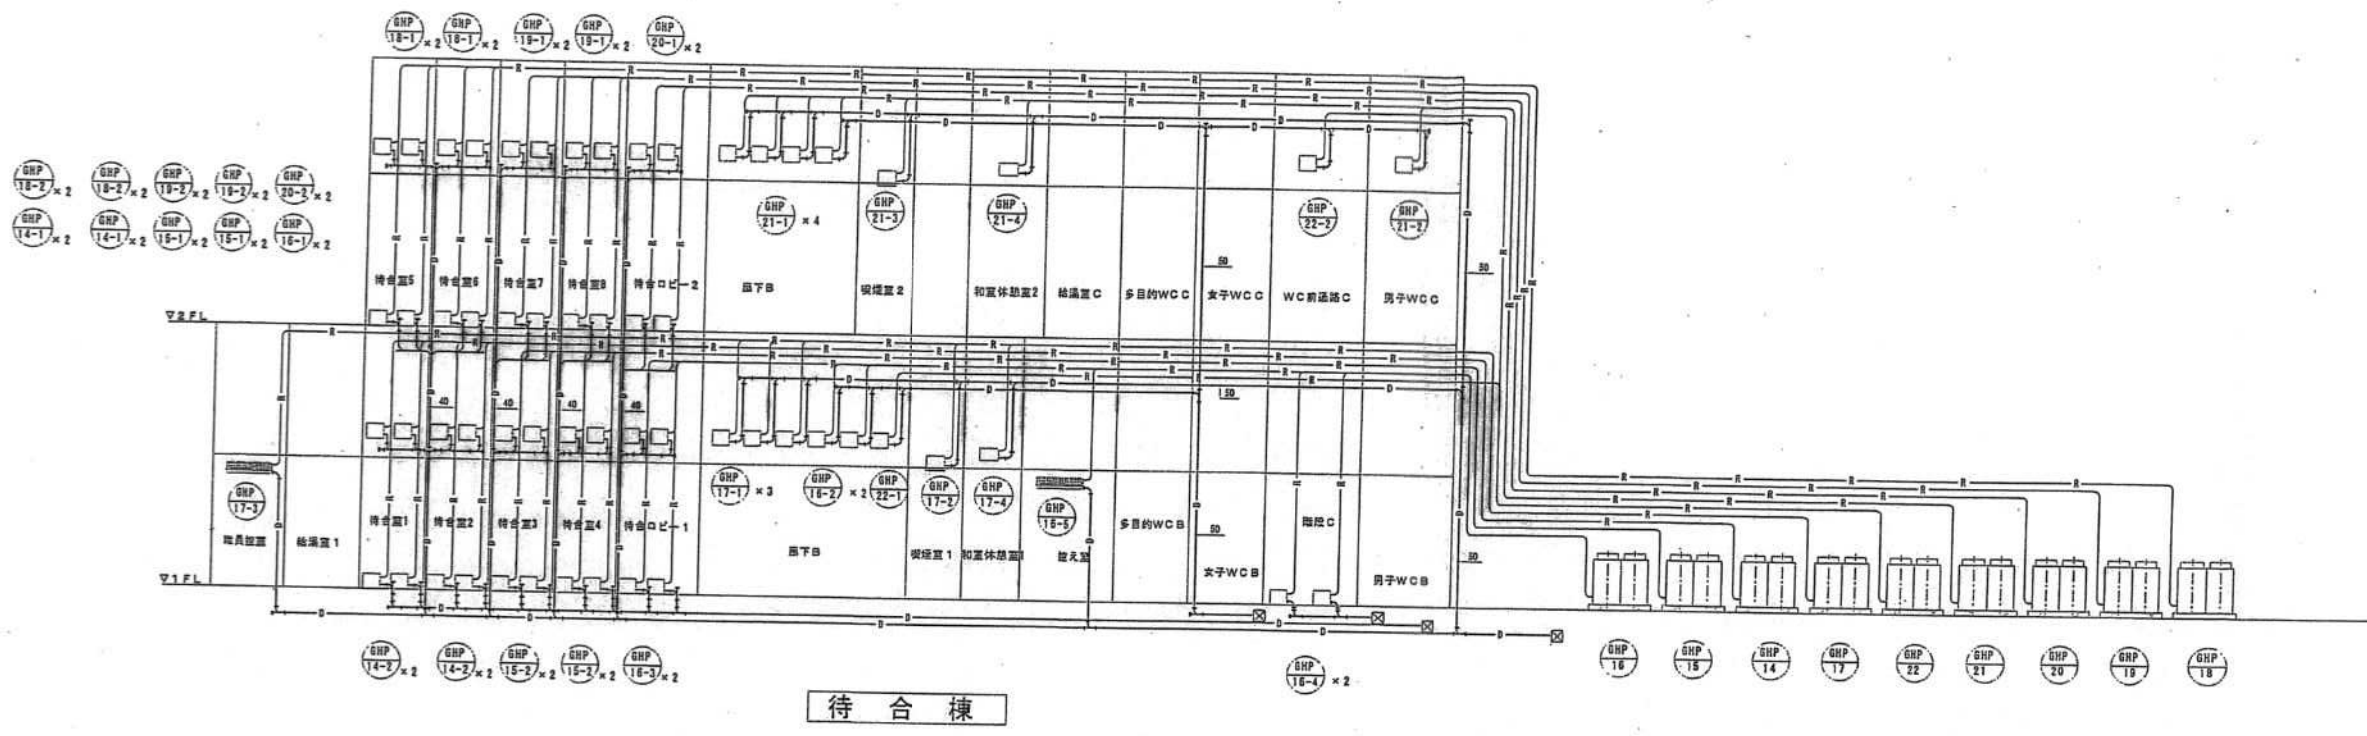 GHP 18-1 ×2
GHP 18-1 ×2
GHP 19-1 ×2
GHP 19-1 ×2
GHP 20-1 ×2
GHP 18-2 ×2
GHP 18-2 ×2
GHP 19-2 ×2
GHP 19-2 ×2
GHP 20-2 ×2
GHP 14-1 ×2
GHP 14-1 ×2
GHP 15-1 ×2
GHP 15-1 ×2
GHP 16-1 ×2
GHP 21-1 ×4
GHP 21-3
GHP 21-4
GHP 22-2
GHP 21-2
待合室5
待合室6
待合室7
待合室8
待合ロビー2
廊下B
喫煙室2
和室休憩室2
給湯室C
多目的WCC
女子WCC
WC前通路C
男子WCC
50
50
▽2FL
40
40
40
40
150
GHP 17-3
GHP 17-1 ×3
GHP 16-2 ×2
GHP 22-1
GHP 17-2
GHP 17-4
GHP 16-5
職員控室
給湯室1
待合室1
待合室2
待合室3
待合室4
待合ロビー1
廊下B
喫煙室1
和室休憩室1
控え室
多目的WCB
女子WCB
階段C
男子WCB
50
50
▽1FL
GHP 14-2 ×2
GHP 14-2 ×2
GHP 15-2 ×2
GHP 15-2 ×2
GHP 16-3 ×2
GHP 16-4 ×2
GHP 16
GHP 15
GHP 14
GHP 17
GHP 22
GHP 21
GHP 20
GHP 19
GHP 18
待合棟